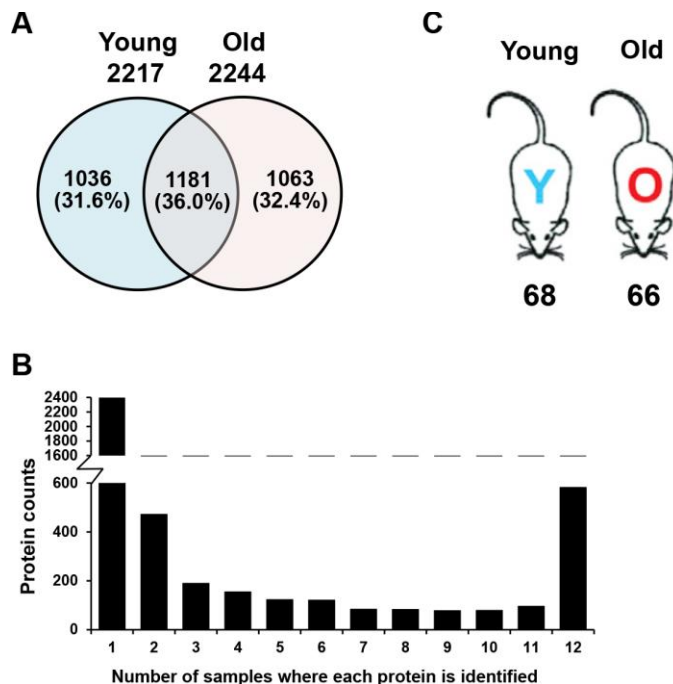 A
Young Old
2217 2244
1036
(31.6%)
1181
(36.0%)
1063
(32.4%)
C
Young Old
Y O
68 66
B
Protein counts
2400
2200
2000
1800
1600
600
400
200
0
1 2 3 4 5 6 7 8 9 10 11 12
Number of samples where each protein is identified